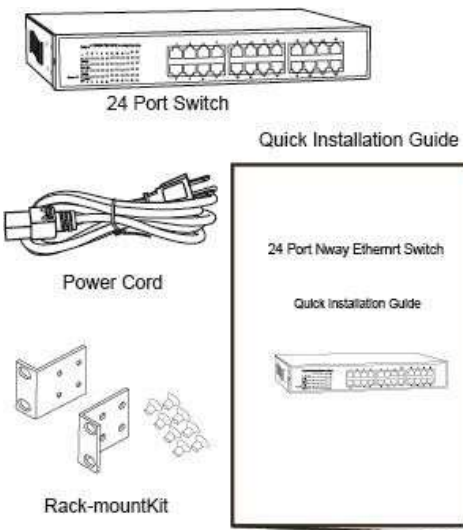 24 Port Switch
Quick Installation Guide
Power Cord
24 Port Nway Ethernrt Switch
Quick Installation Guide
Rack-mountKit